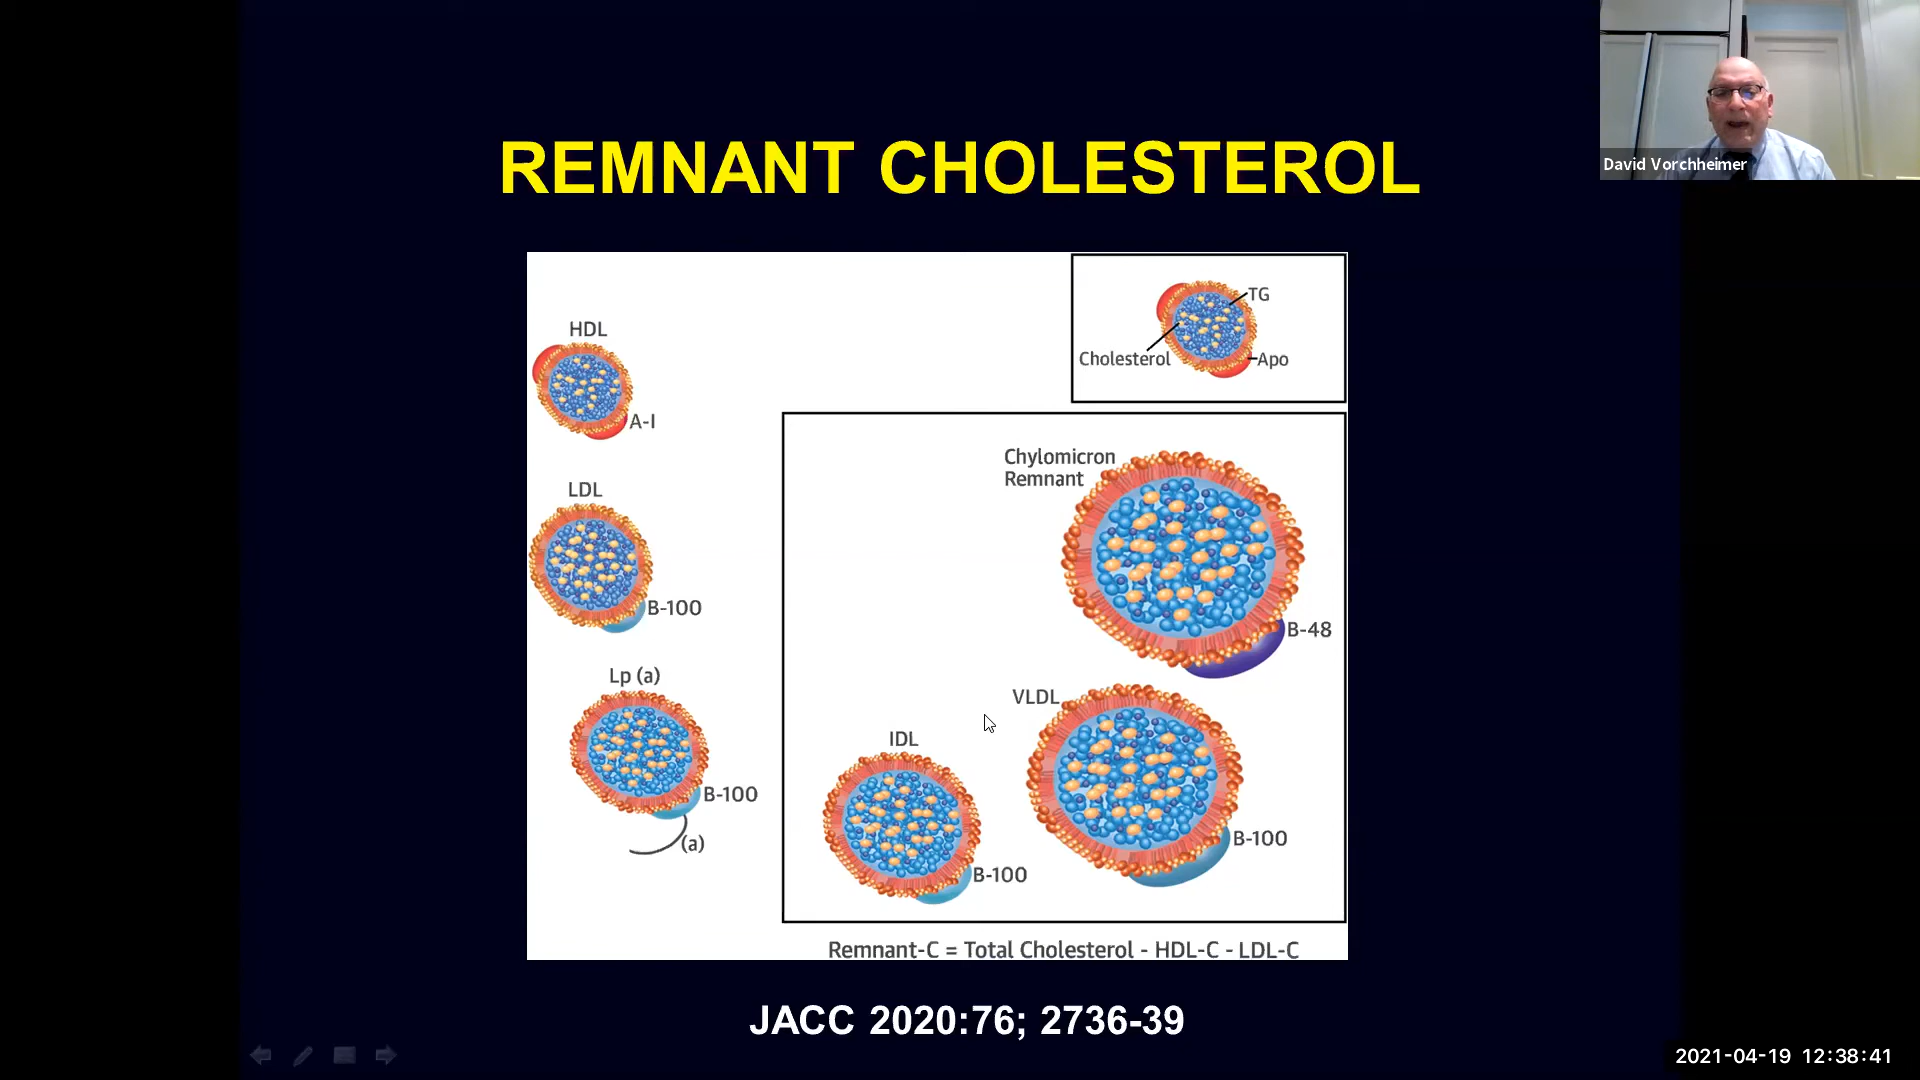 David Vorchheimer
REMNANT CHOLESTEROL
TG
Cholesterol
Apo
HDL
A-I
LDL
B-100
Lp (a)
B-100
(a)
Chylomicron
Remnant
B-48
VLDL
B-100
IDL
B-100
Remnant-C = Total Cholesterol - HDL-C - LDL-C
JACC 2020:76; 2736-39
2021-04-19 12:38:41